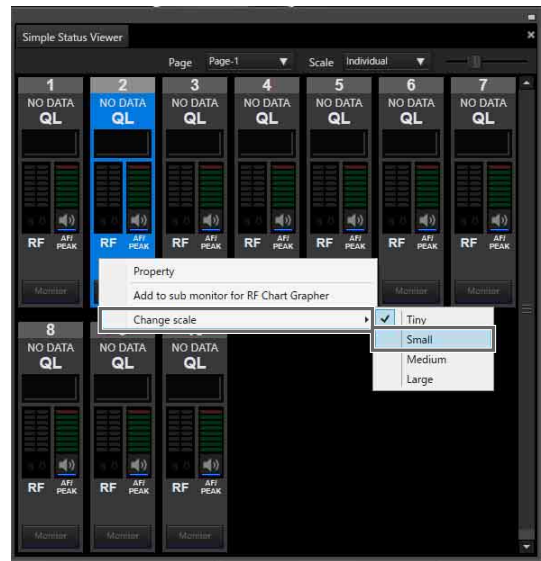 Simple Status Viewer
Page Page-1 Scale Individual
1 2 3 4 5 6 7
NO DATA NO DATA NO DATA NO DATA NO DATA NO DATA NO DATA
QL QL QL QL QL QL QL
RF AF/ PEAK RF AF/ PEAK RF AF/ PEAK RF AF/ PEAK RF AF/ PEAK RF AF/ PEAK RF AF/ PEAK
Property
Monitor Monitor Monitor
Add to sub monitor for RF Chart Grapher
Change scale
Tiny
Small
Medium
Large
8
NO DATA NO DATA NO DATA
QL QL QL
RF AF/ PEAK RF AF/ PEAK RF AF/ PEAK
Monitor Monitor Monitor